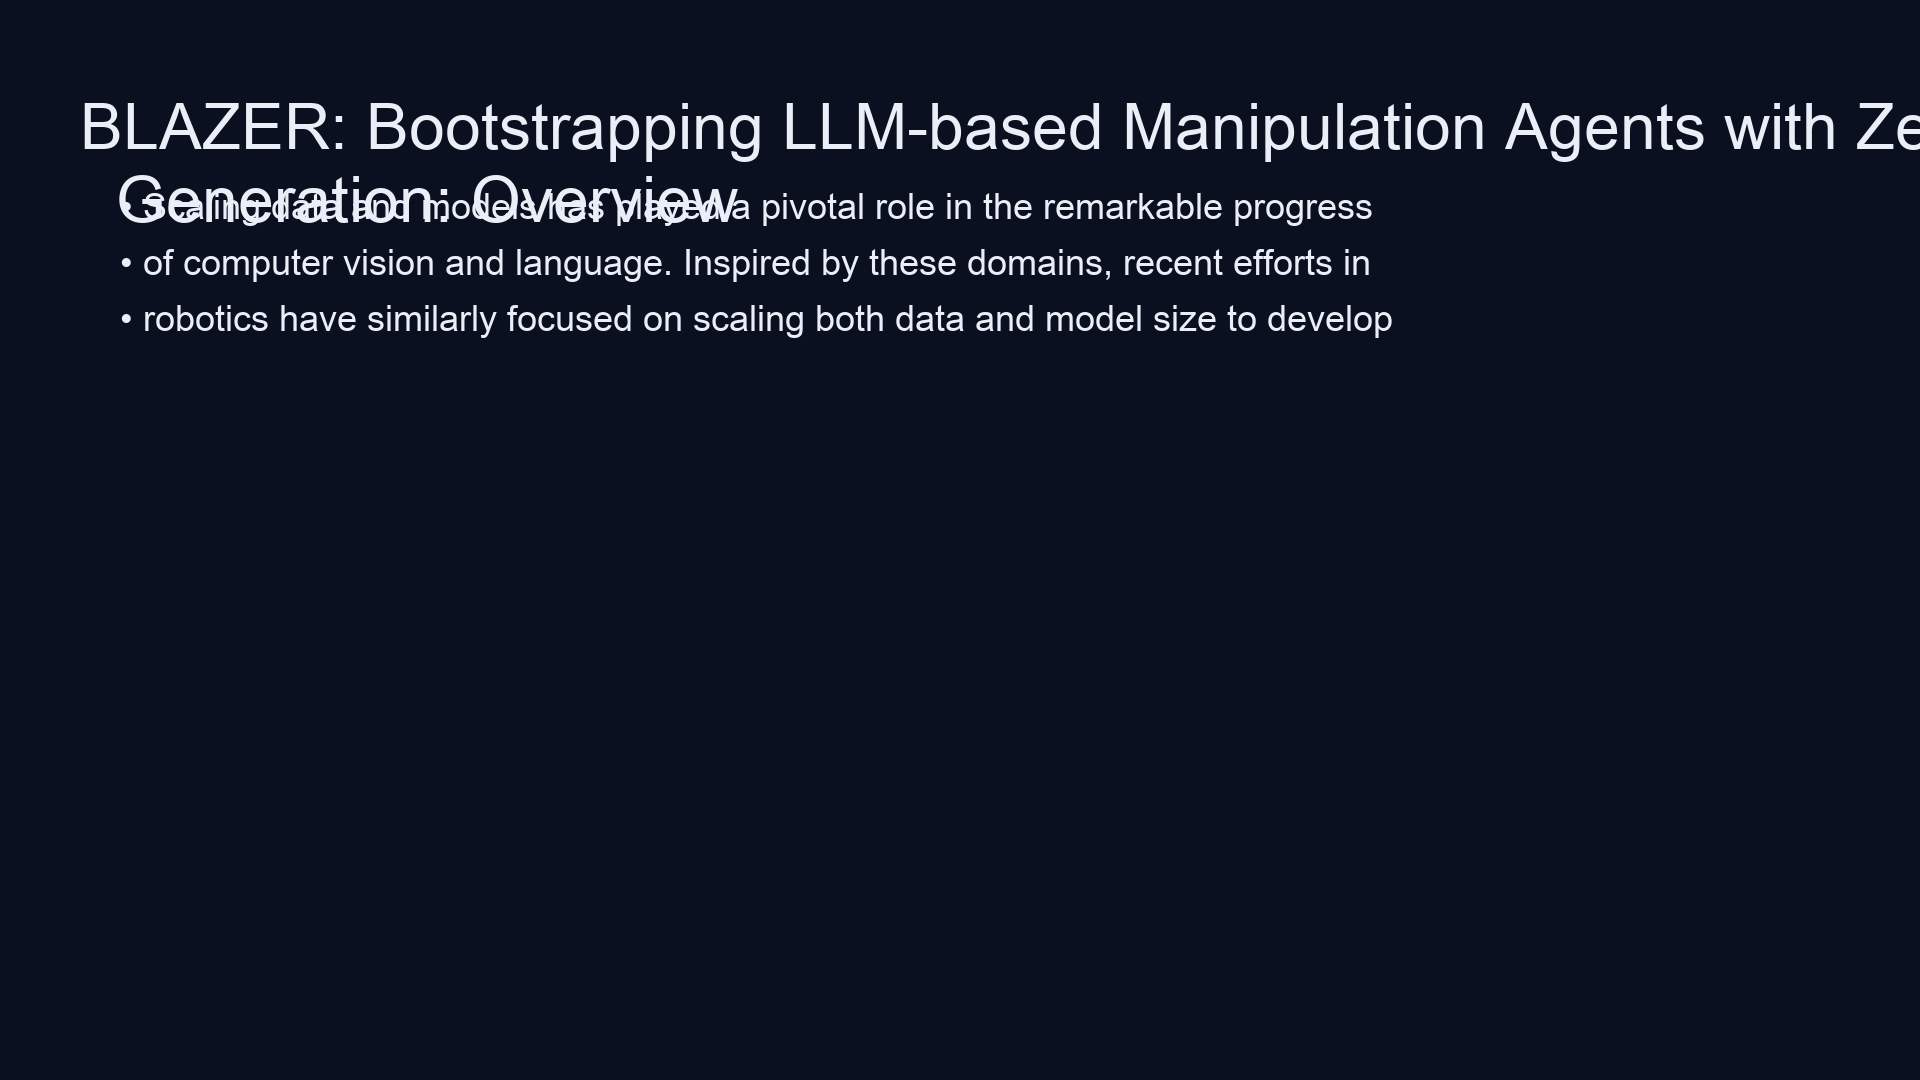 BLAZER: Bootstrapping LLM-based Manipulation Agents with Ze
Generation: Overview
• Scaling data and models has played a pivotal role in the remarkable progress
• of computer vision and language. Inspired by these domains, recent efforts in
• robotics have similarly focused on scaling both data and model size to develop